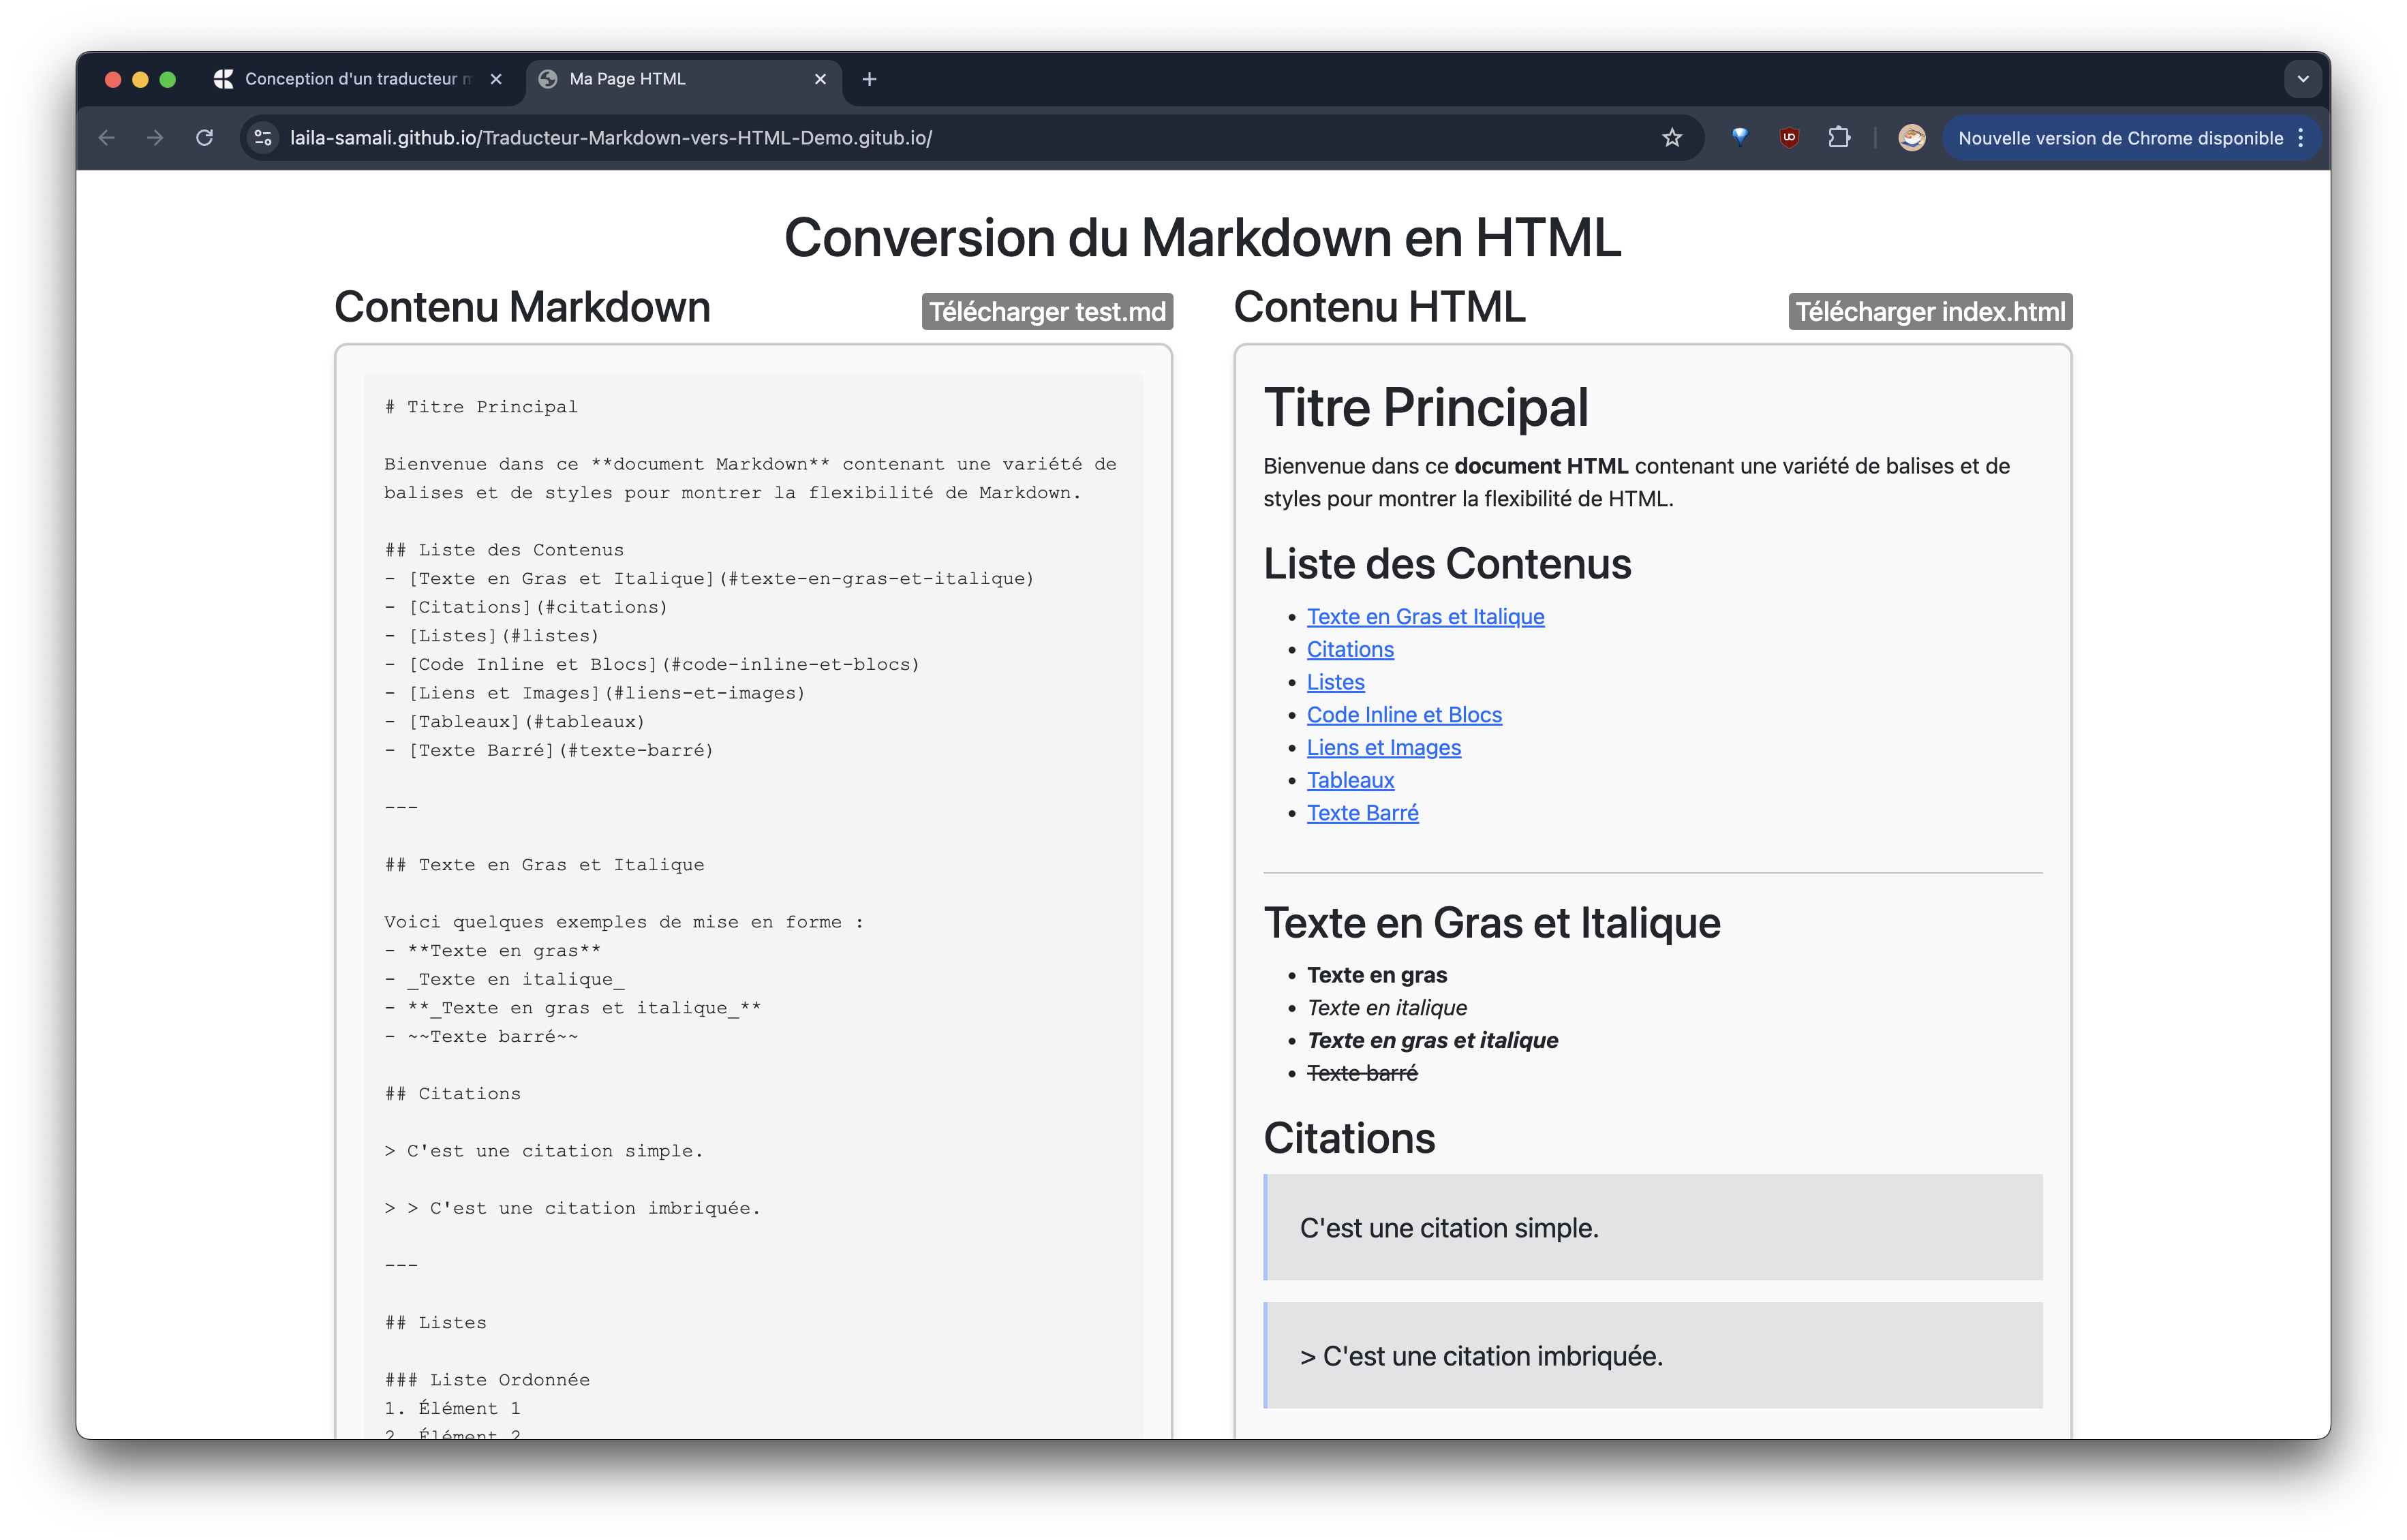 Conception d'un traducteur
Ma Page HTML
laila-samali.github.io/Traducteur-Markdown-vers-HTML-Demo.gitub.io/
Nouvelle version de Chrome disponible
Conversion du Markdown en HTML
Contenu Markdown
Télécharger test.md
# Titre Principal
Bienvenue dans ce **document Markdown** contenant une variété de
balises et de styles pour montrer la flexibilité de Markdown.
## Liste des Contenus
- [Texte en Gras et Italique](#texte-en-gras-et-italique)
- [Citations](#citations)
- [Listes](#listes)
- [Code Inline et Blocs](#code-inline-et-blocs)
- [Liens et Images](#liens-et-images)
- [Tableaux](#tableaux)
- [Texte Barré](#texte-barré)
---
## Texte en Gras et Italique
Voici quelques exemples de mise en forme :
- **Texte en gras**
- _Texte en italique_
- **_Texte en gras et italique_**
- ~~Texte barré~~
## Citations
> C'est une citation simple.
> > C'est une citation imbriquée.
---
## Listes
### Liste Ordonnée
1. Élément 1
2. Élément 2
Contenu HTML
Télécharger index.html
Titre Principal
Bienvenue dans ce document HTML contenant une variété de balises et de
styles pour montrer la flexibilité de HTML.
Liste des Contenus
• Texte en Gras et Italique
• Citations
• Listes
• Code Inline et Blocs
• Liens et Images
• Tableaux
• Texte Barré
Texte en Gras et Italique
• Texte en gras
• Texte en italique
• Texte en gras et italique
• Texte barré
Citations
C'est une citation simple.
> C'est une citation imbriquée.